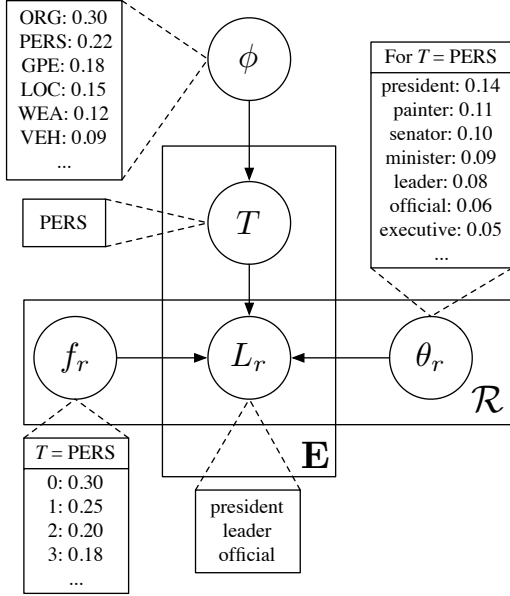 ORG: 0.30
PERS: 0.22
GPE: 0.18
LOC: 0.15
WEA: 0.12
VEH: 0.09
...
ϕ
For T = PERS
president: 0.14
painter: 0.11
senator: 0.10
minister: 0.09
leader: 0.08
official: 0.06
executive: 0.05
...
PERS
T
f_r
L_r
θ_r
R
E
T = PERS
0: 0.30
1: 0.25
2: 0.20
3: 0.18
...
president
leader
official